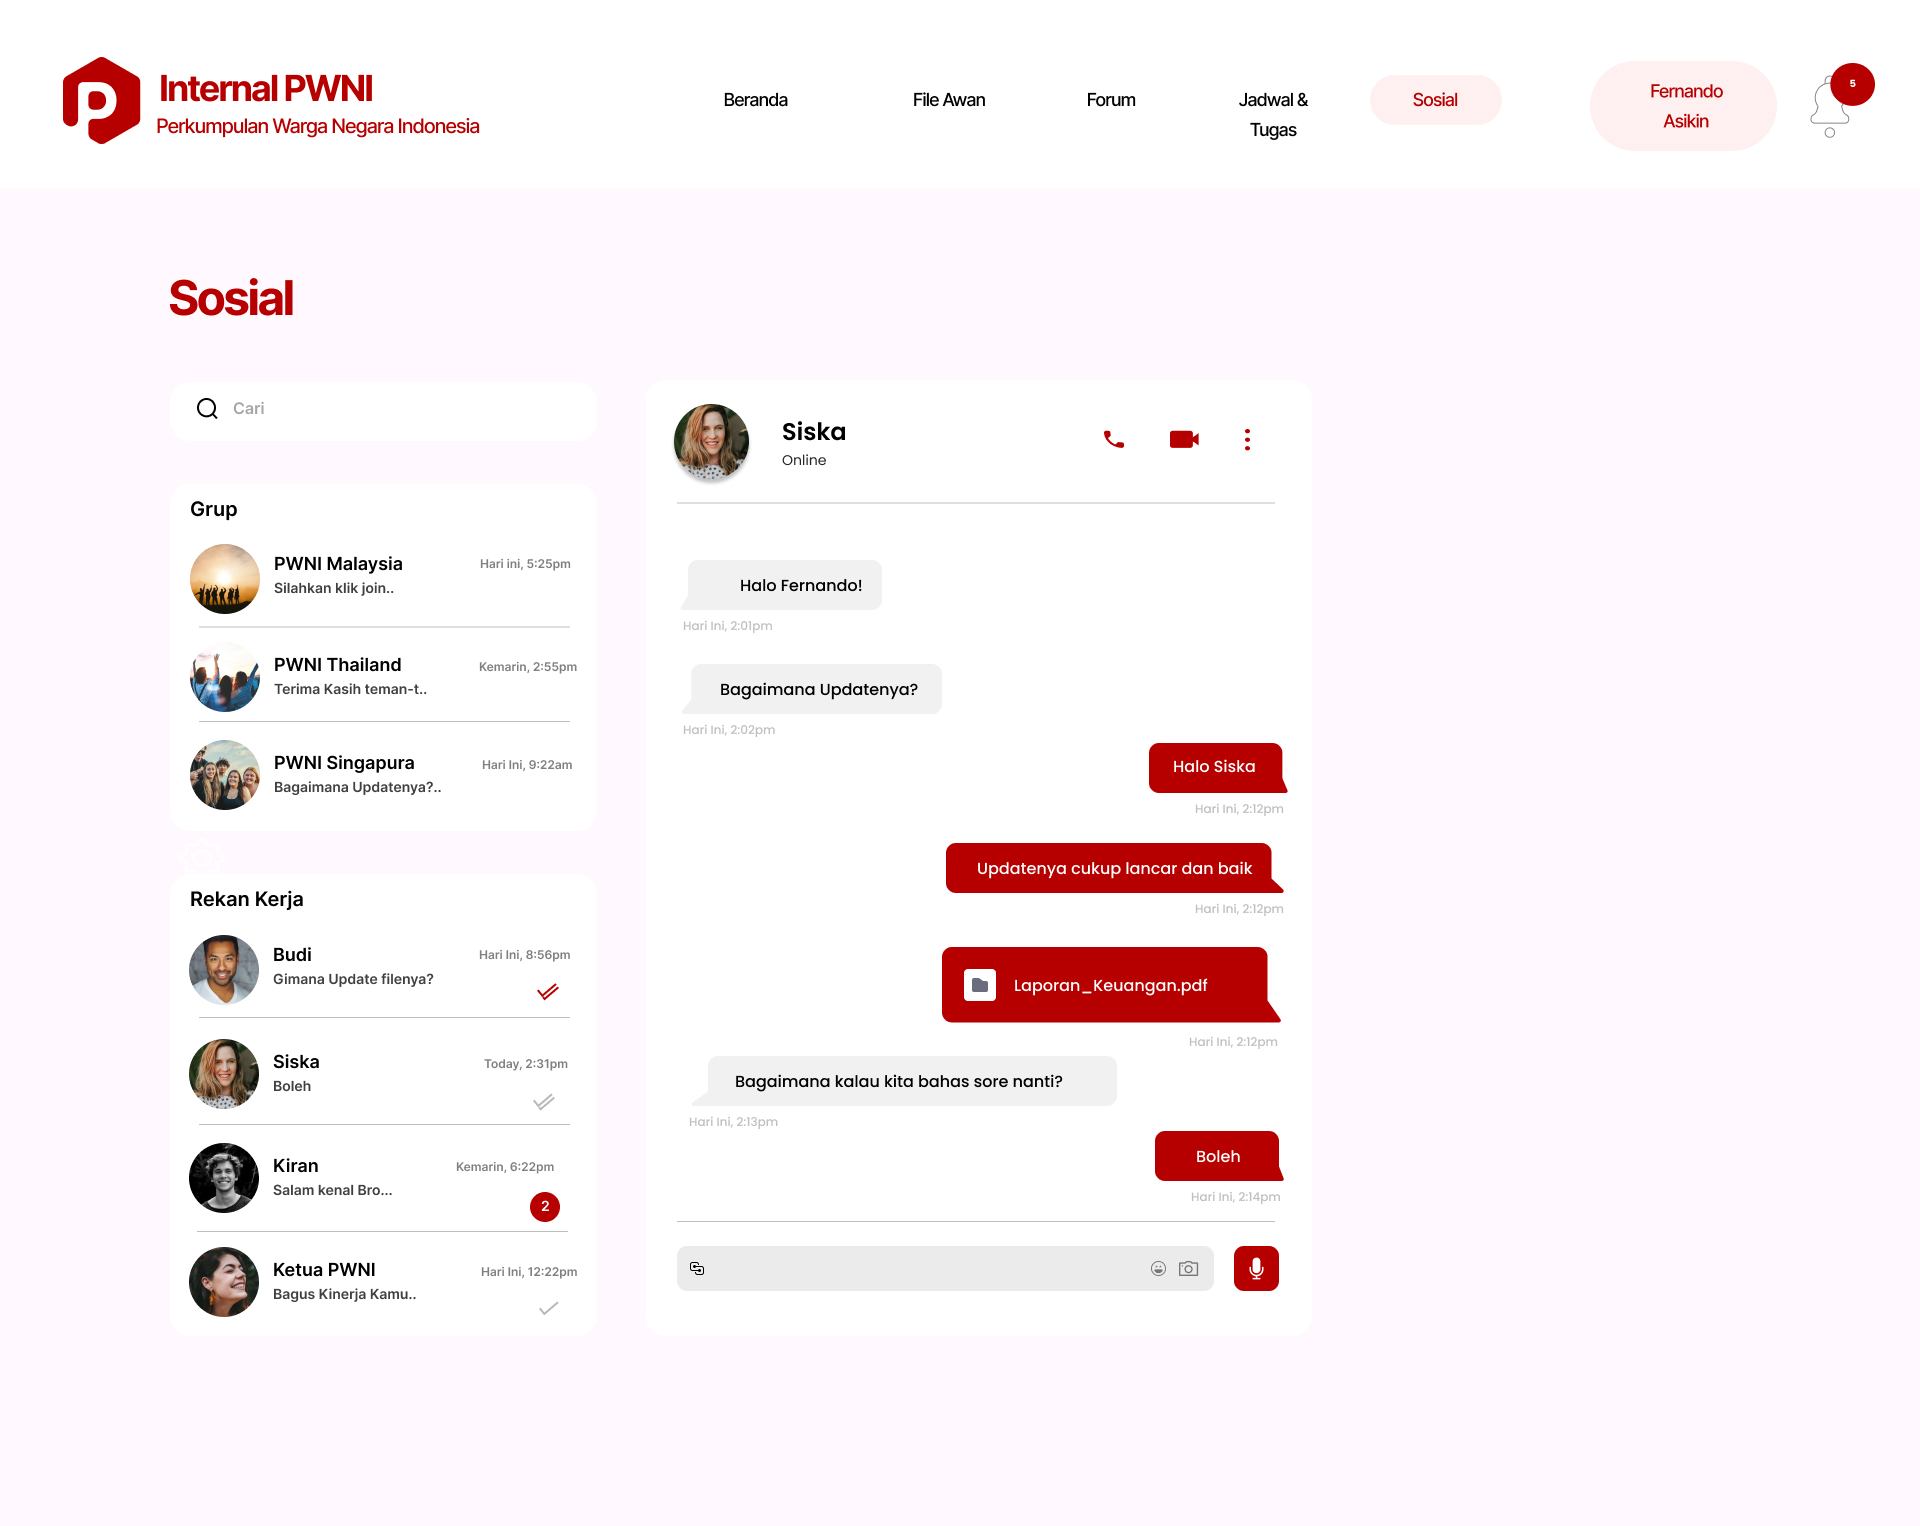 Internal PWNI
Perkumpulan Warga Negara Indonesia
Beranda
File Awan
Forum
Jadwal &
Tugas
Sosial
Fernando
Asikin
5
Sosial
Cari
Grup
PWNI Malaysia
Hari ini, 5:25pm
Silahkan klik join..
PWNI Thailand
Kemarin, 2:55pm
Terima Kasih teman-t..
PWNI Singapura
Hari Ini, 9:22am
Bagaimana Updatenya?..
Rekan Kerja
Budi
Hari Ini, 8:56pm
Gimana Update filenya?
Siska
Today, 2:31pm
Boleh
Kiran
Kemarin, 6:22pm
Salam kenal Bro...
2
Ketua PWNI
Hari Ini, 12:22pm
Bagus Kinerja Kamu..
Siska
Online
Halo Fernando!
Hari Ini, 2:01pm
Bagaimana Updatenya?
Hari Ini, 2:02pm
Halo Siska
Hari Ini, 2:12pm
Updatenya cukup lancar dan baik
Hari Ini, 2:12pm
Laporan_Keuangan.pdf
Hari Ini, 2:12pm
Bagaimana kalau kita bahas sore nanti?
Hari Ini, 2:13pm
Boleh
Hari Ini, 2:14pm